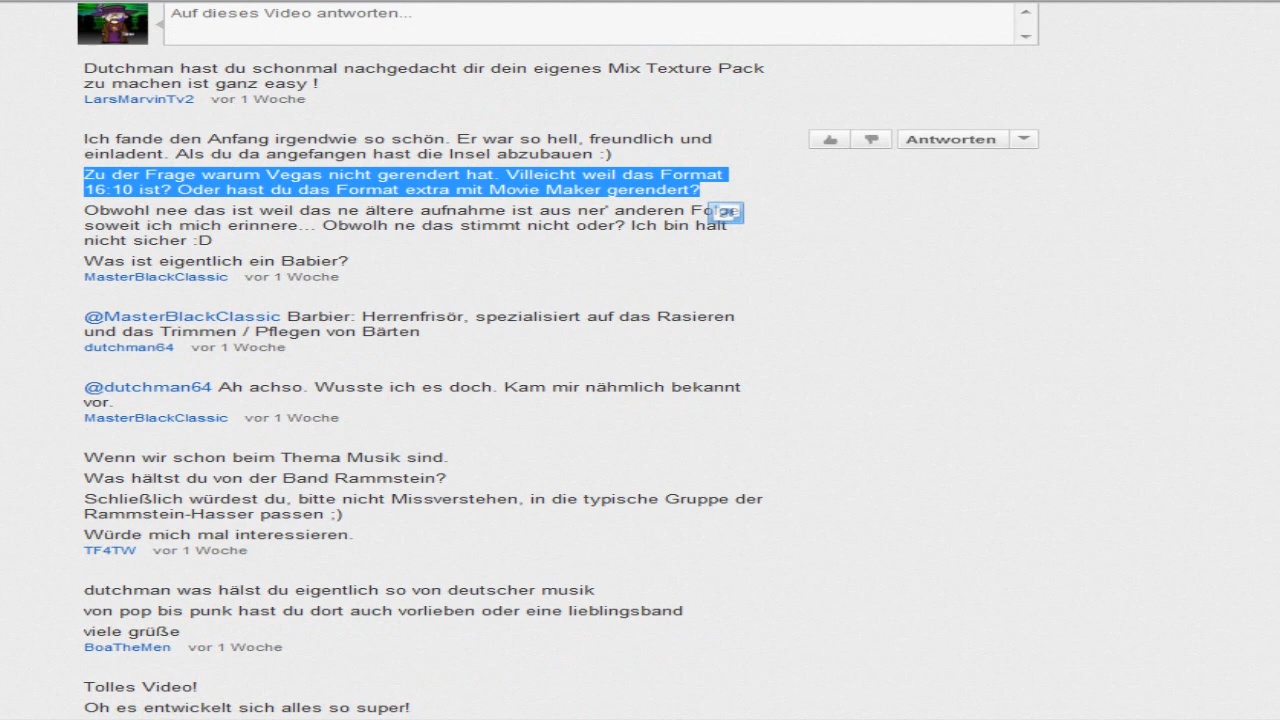 Auf dieses Video antworten...
Dutchman hast du schonmal nachgedacht dir dein eigenes Mix Texture Pack
zu machen ist ganz easy !
LarsMarvinTv2 vor 1 Woche
Ich fande den Anfang irgendwie so schön. Er war so hell, freundlich und
einladent. Als du da angefangen hast die Insel abzubauen :)
Antworten
Zu der Frage warum Vegas nicht gerendert hat. Villeicht weil das Format
16:10 ist? Oder hast du das Format extra mit Movie Maker gerendert?
Obwohl nee das ist weil das ne ältere aufnahme ist aus ner' anderen Folge
soweit ich mich erinnere... Obwolh ne das stimmt nicht oder? Ich bin halt
nicht sicher :D
Was ist eigentlich ein Babier?
MasterBlackClassic vor 1 Woche
@MasterBlackClassic Barbier: Herrenfrisör, spezialisiert auf das Rasieren
und das Trimmen / Pflegen von Bärten
dutchman64 vor 1 Woche
@dutchman64 Ah achso. Wusste ich es doch. Kam mir nähmlich bekannt
vor.
MasterBlackClassic vor 1 Woche
Wenn wir schon beim Thema Musik sind.
Was hältst du von der Band Rammstein?
Schließlich würdest du, bitte nicht Missverstehen, in die typische Gruppe der
Rammstein-Hasser passen ;)
Würde mich mal interessieren.
TF4TW vor 1 Woche
dutchman was hälst du eigentlich so von deutscher musik
von pop bis punk hast du dort auch vorlieben oder eine lieblingsband
viele grüße
BoaTheMen vor 1 Woche
Tolles Video!
Oh es entwickelt sich alles so super!